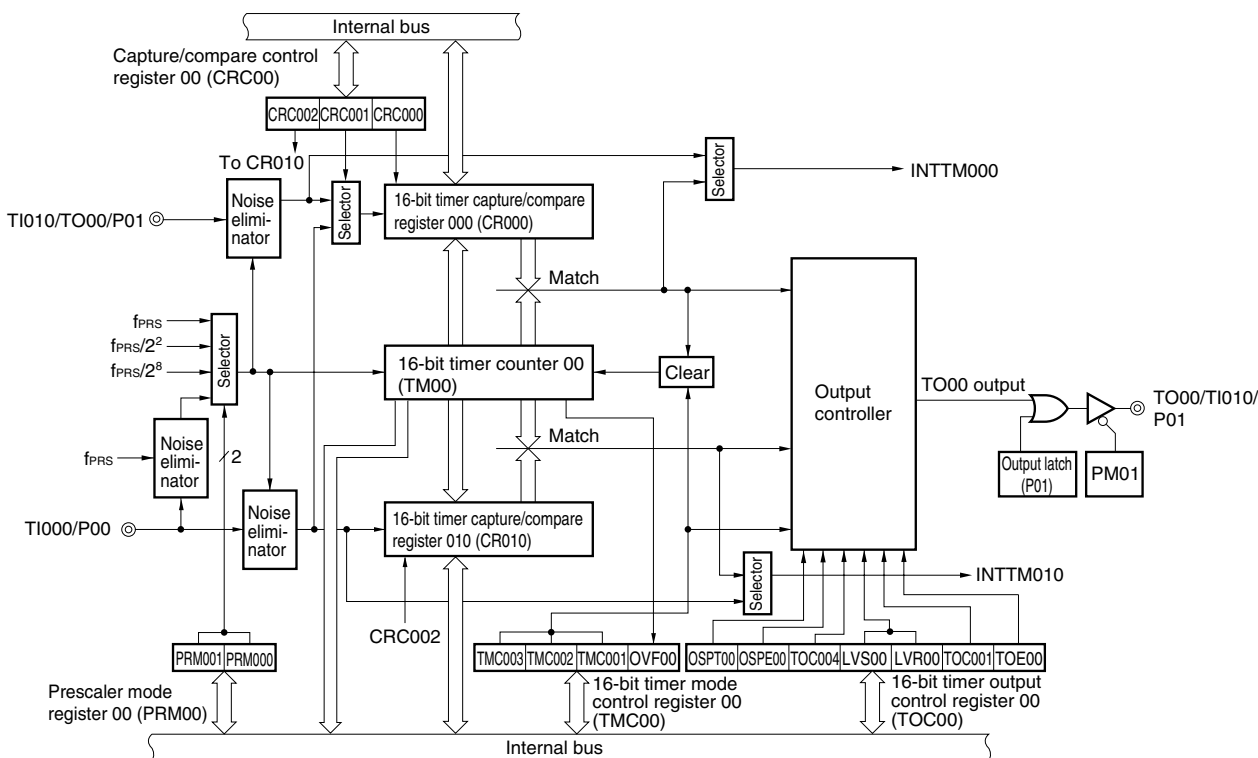 Internal bus
Capture/compare control
register 00 (CRC00)
CRC002 CRC001 CRC000
To CR010
TI010/TO00/P01
Noise
elimi-
nator
Selector
16-bit timer capture/compare
register 000 (CR000)
Selector
INTTM000
Match
fPRS
fPRS/2²
fPRS/2⁸
Selector
16-bit timer counter 00
(TM00)
Clear
Output
controller
TO00 output
TO00/TI010/
P01
Output latch
(P01)
PM01
fPRS
Noise
elimi-
nator
2
Match
TI000/P00
Noise
elimi-
nator
16-bit timer capture/compare
register 010 (CR010)
Selector
INTTM010
CRC002
PRM001 PRM000
TMC003 TMC002 TMC001 OVF00
OSPT00 OSPE00 TOC004 LVS00 LVR00 TOC001 TOE00
Prescaler mode
register 00 (PRM00)
16-bit timer mode
control register 00
(TMC00)
16-bit timer output
control register 00
(TOC00)
Internal bus